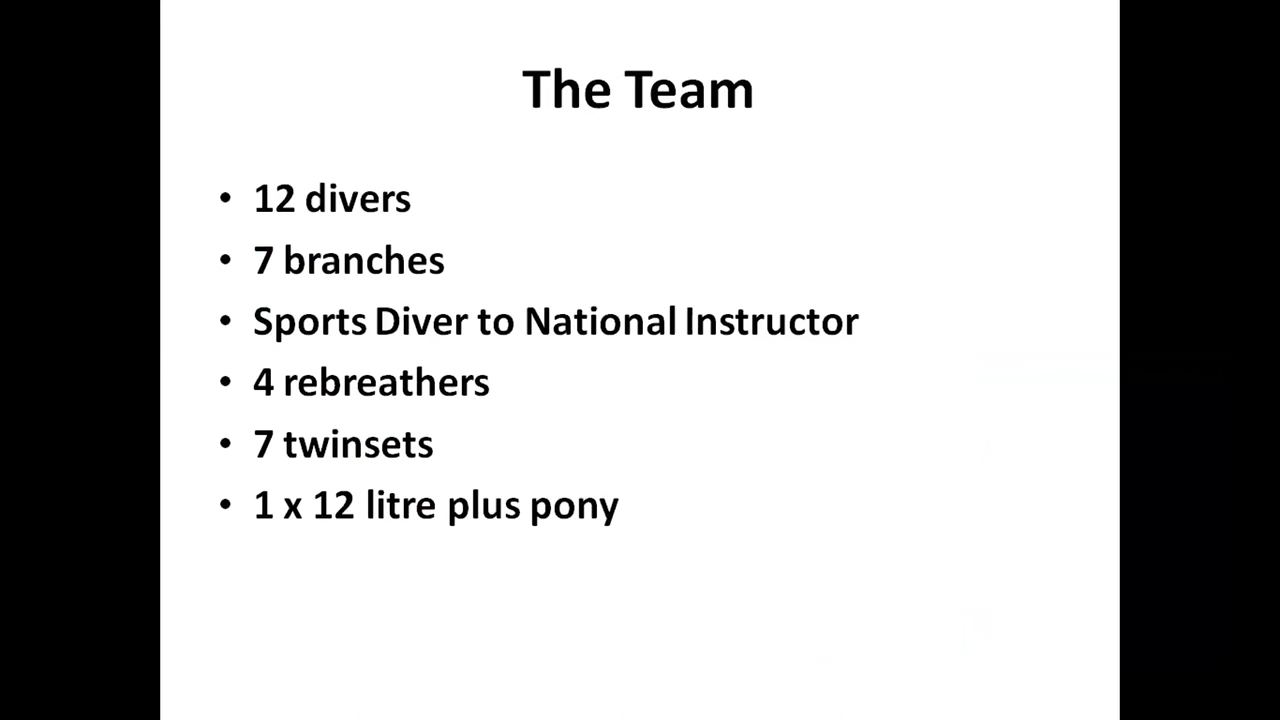 The Team
• 12 divers
• 7 branches
• Sports Diver to National Instructor
• 4 rebreathers
• 7 twinsets
• 1 x 12 litre plus pony